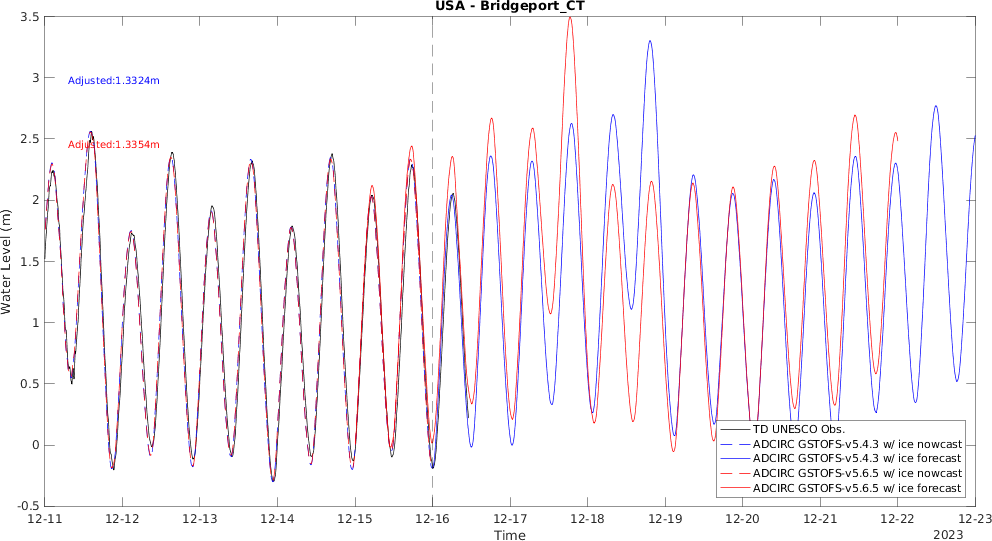 USA - Bridgeport_CT
3.5
3
2.5
2
1.5
1
0.5
0
-0.5
Water Level (m)
Adjusted:1.3324m
Adjusted:1.3354m
TD UNESCO Obs.
ADCIRC GSTOFS-v5.4.3 w/ ice nowcast
ADCIRC GSTOFS-v5.4.3 w/ ice forecast
ADCIRC GSTOFS-v5.6.5 w/ ice nowcast
ADCIRC GSTOFS-v5.6.5 w/ ice forecast
12-11 12-12 12-13 12-14 12-15 12-16 12-17 12-18 12-19 12-20 12-21 12-22 12-23
Time
2023